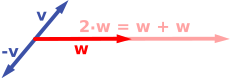 v
2·w = w + w
-v
w